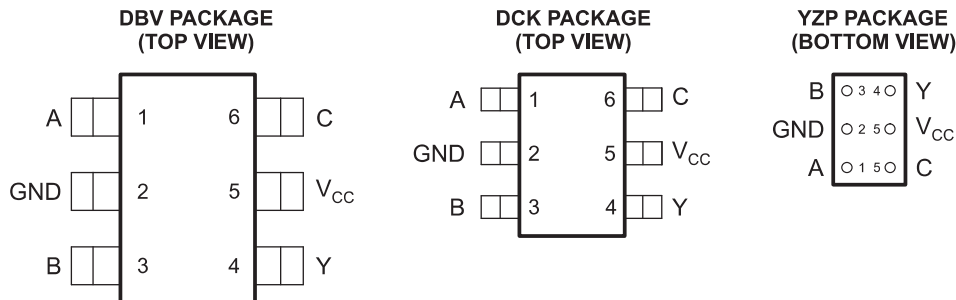 DBV PACKAGE
(TOP VIEW)
A 1 6 C
GND 2 5 VCC
B 3 4 Y
DCK PACKAGE
(TOP VIEW)
A 1 6 C
GND 2 5 VCC
B 3 4 Y
YZP PACKAGE
(BOTTOM VIEW)
B 3 4 Y
GND 2 5 VCC
A 1 5 C